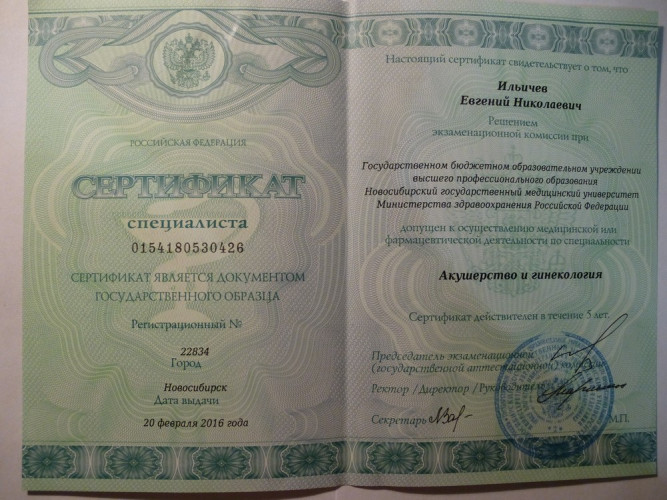 РОССИЙСКАЯ ФЕДЕРАЦИЯ
СЕРТИФИКАТ
специалиста
0154180530426
СЕРТИФИКАТ ЯВЛЯЕТСЯ ДОКУМЕНТОМ
ГОСУДАРСТВЕННОГО ОБРАЗЦА
Регистрационный №
22834
Город
Новосибирск
Дата выдачи
20 февраля 2016 года
Настоящий сертификат свидетельствует о том, что
Ильичев
Евгений Николаевич
Решением
экзаменационной комиссии при
Государственном бюджетном образовательном учреждении
высшего профессионального образования
Новосибирский государственный медицинский университет
Министерства здравоохранения Российской Федерации
допущен к осуществлению медицинской или
фармацевтической деятельности по специальности
Акушерство и гинекология
Сертификат действителен в течение 5 лет.
Председатель экзаменационной
(государственной аттестационной) комиссии
Ректор /Директор /Руководитель
Секретарь
М.П.